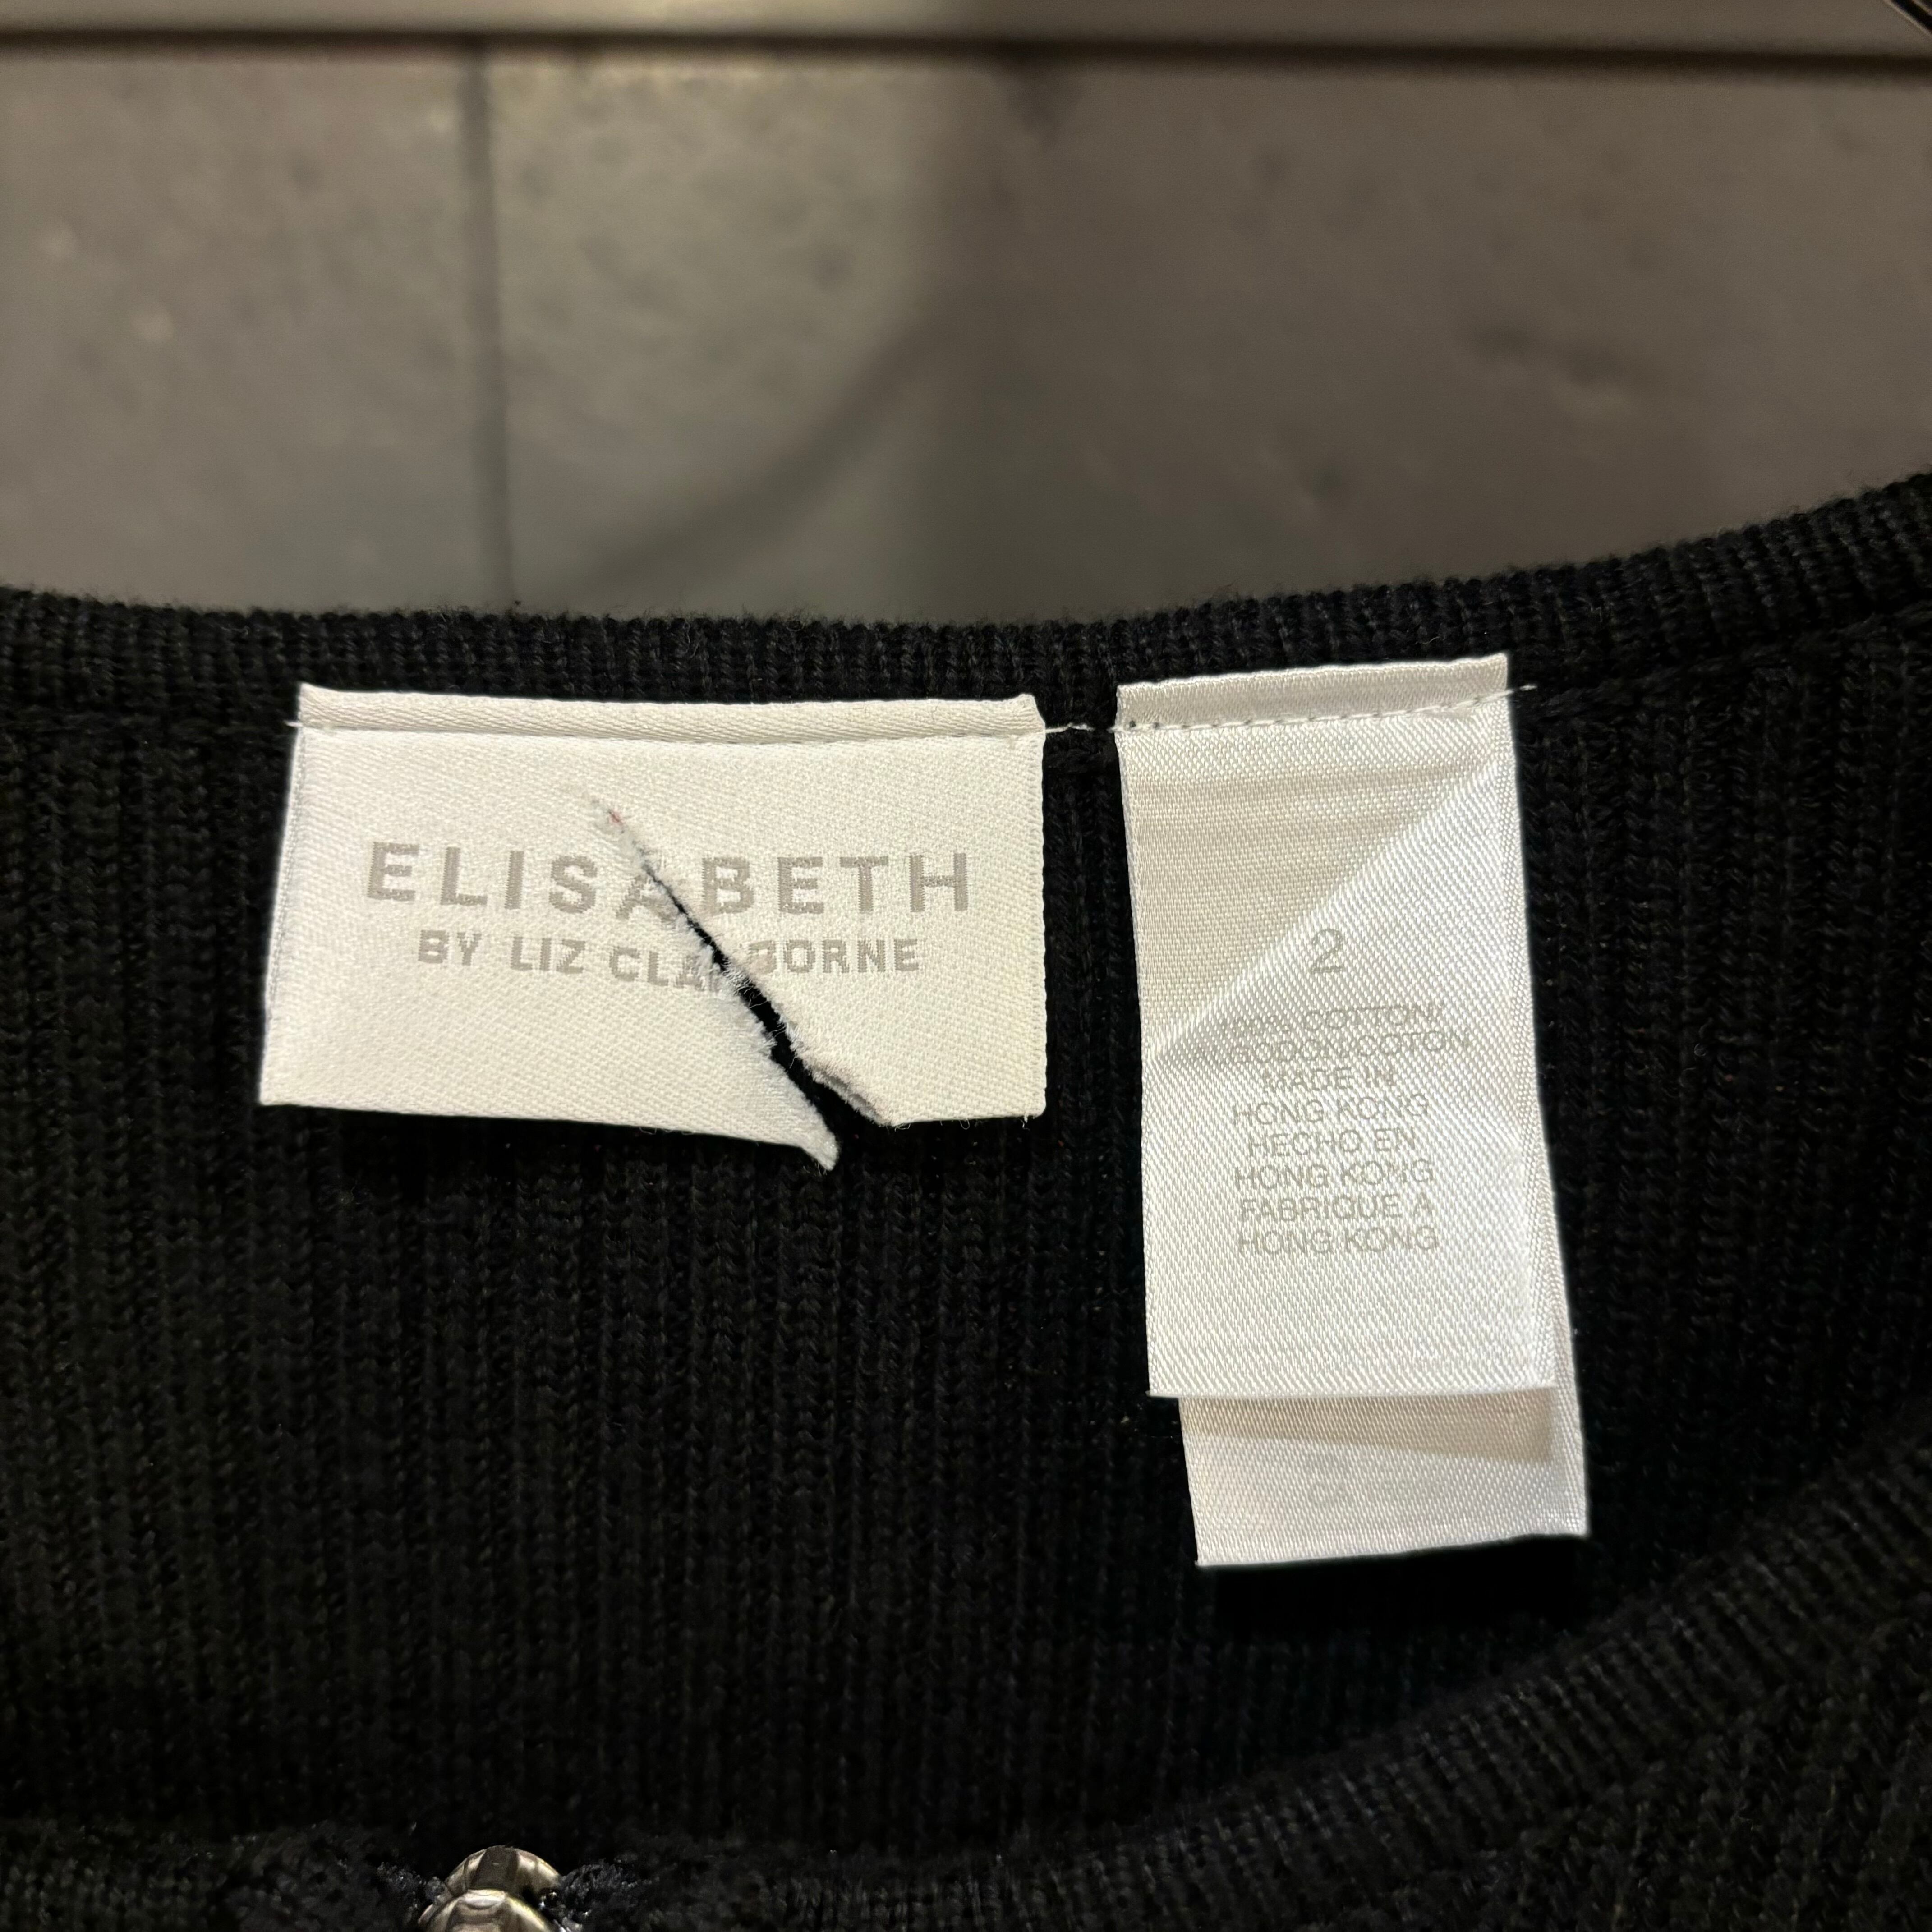 ELISABETH
BY LIZ CLAIBORNE
2
100% COTTON/
ALGODON/COTON
MADE IN
HONG KONG
HECHO EN
HONG KONG
FABRIQUE A
HONG KONG